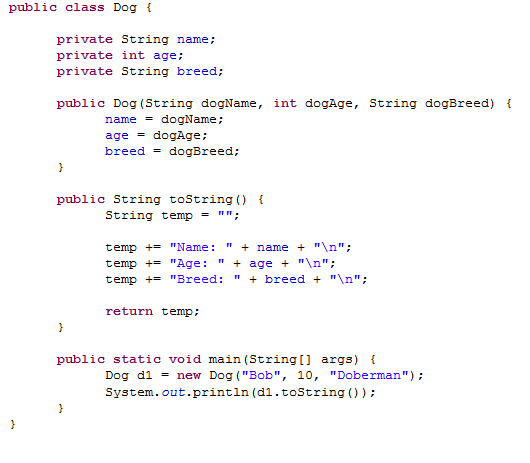 public class Dog {
private String name;
private int age;
private String breed;
public Dog(String dogName, int dogAge, String dogBreed) {
name = dogName;
age = dogAge;
breed = dogBreed;
}
public String toString() {
String temp = "";
temp += "Name: " + name + "\n";
temp += "Age: " + age + "\n";
temp += "Breed: " + breed + "\n";
return temp;
}
public static void main(String[] args) {
Dog d1 = new Dog("Bob", 10, "Doberman");
System.out.println(d1.toString());
}
}